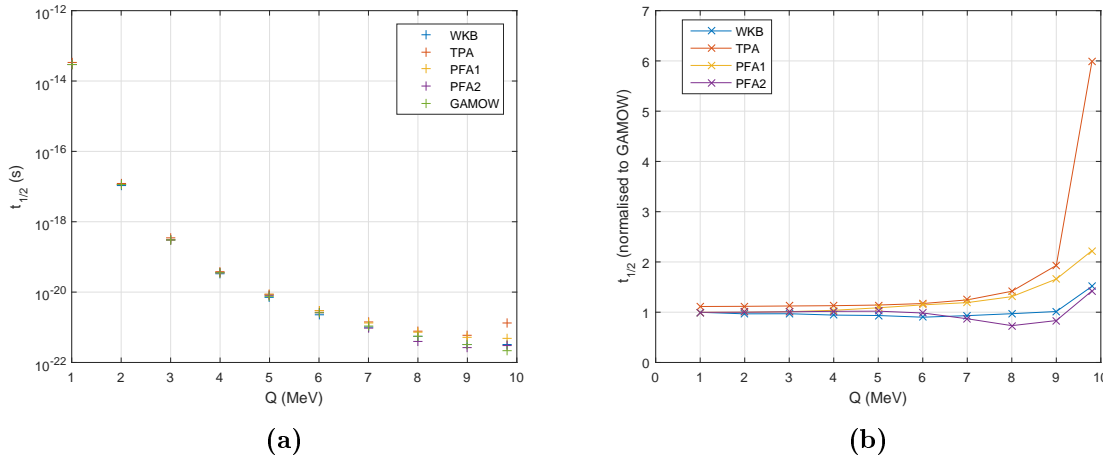 10^-12
10^-14
10^-16
10^-18
10^-20
10^-22
t_1/2 (s)
1 2 3 4 5 6 7 8 9 10
Q (MeV)
WKB
TPA
PFA1
PFA2
GAMOW
(a)
7
6
5
4
3
2
1
0
t_1/2 (normalised to GAMOW)
0 1 2 3 4 5 6 7 8 9 10
Q (MeV)
WKB
TPA
PFA1
PFA2
(b)